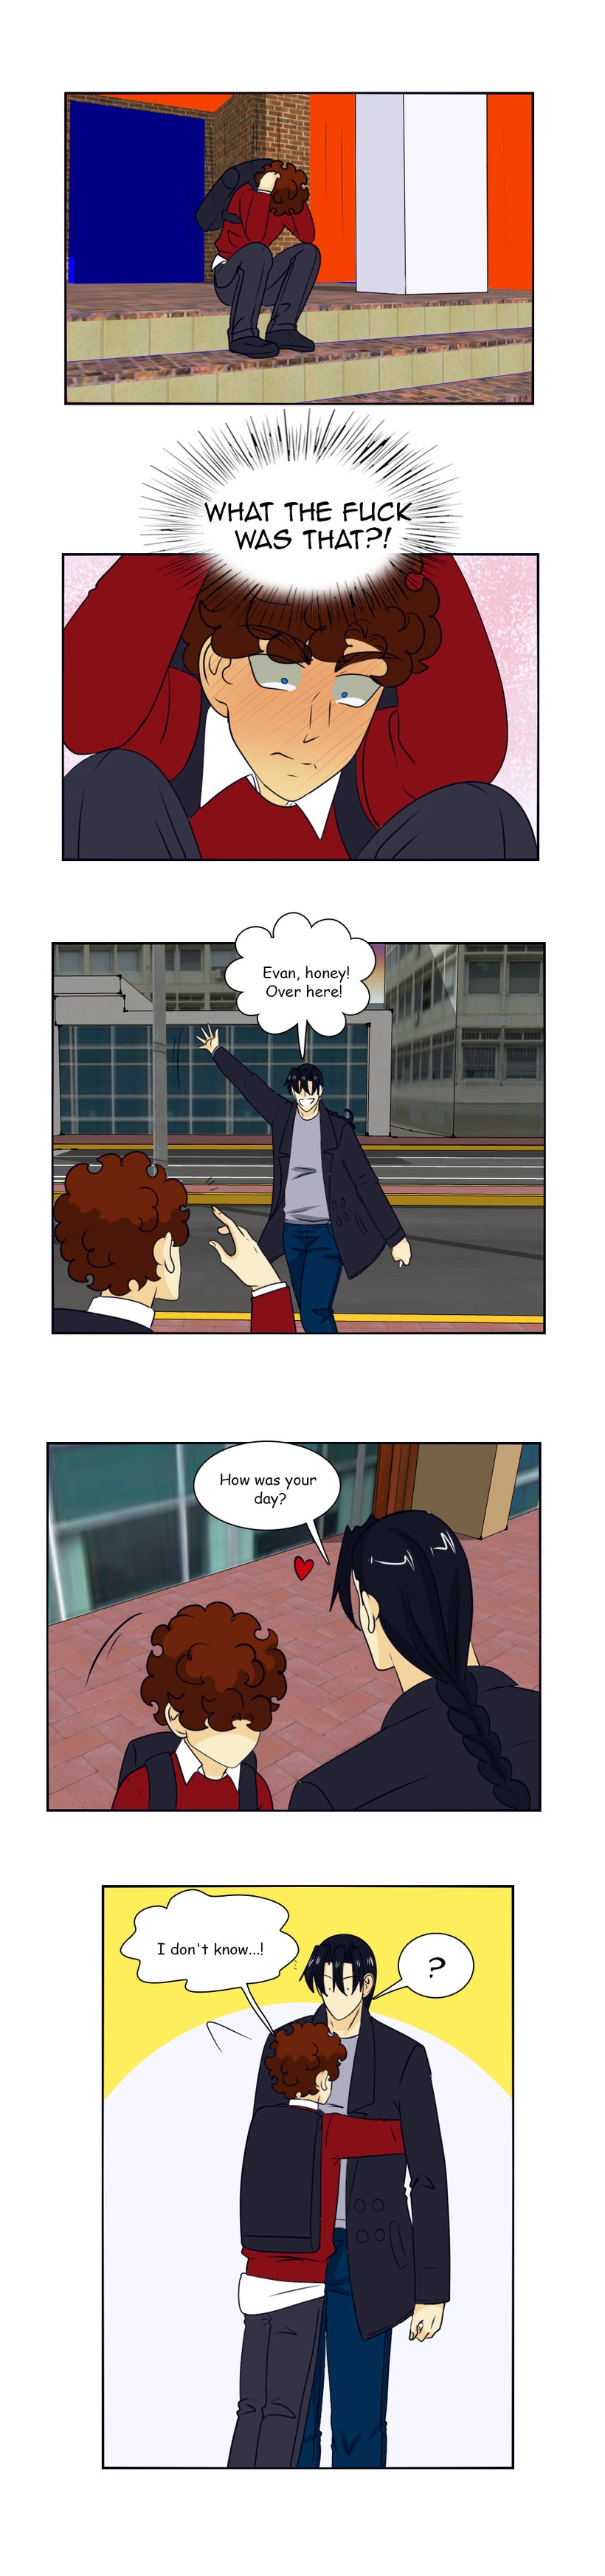 WHAT THE FUCK
WAS THAT?!
Evan, honey!
Over here!
How was your
day?
I don't know...!
?